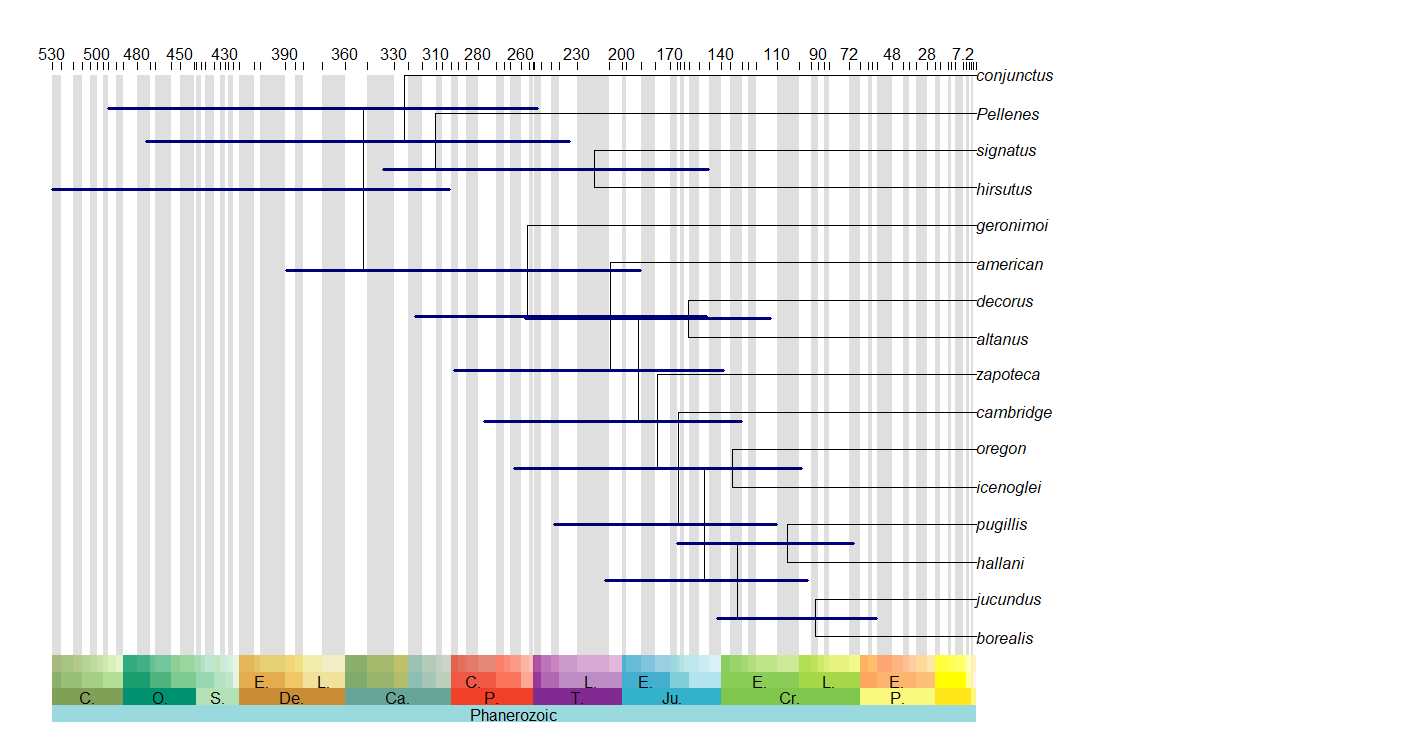 530 500 480 450 430 390 360 330 310 280 260 230 200 170 140 110 90 72 48 28 7.2
conjunctus
Pellenes
signatus
hirsutus
geronimoi
american
decorus
altanus
zapoteca
cambridge
oregon
icenoglei
pugillis
hallani
jucundus
borealis
E. L. C. L. E. E. L. E.
C. O. S. De. Ca. P. T. Ju. Cr. P.
Phanerozoic